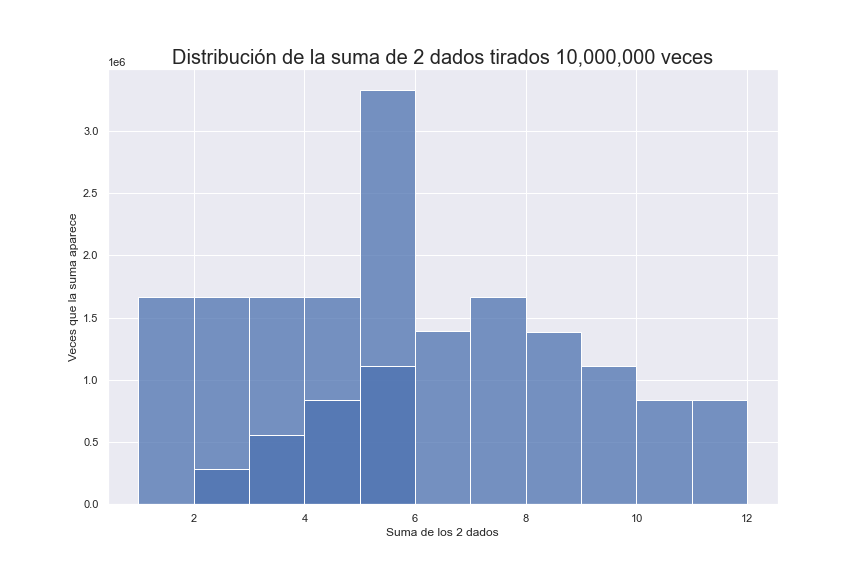 Distribución de la suma de 2 dados tirados 10,000,000 veces
1e6
3.0
2.5
2.0
1.5
1.0
0.5
0.0
Veces que la suma aparece
2 4 6 8 10 12
Suma de los 2 dados